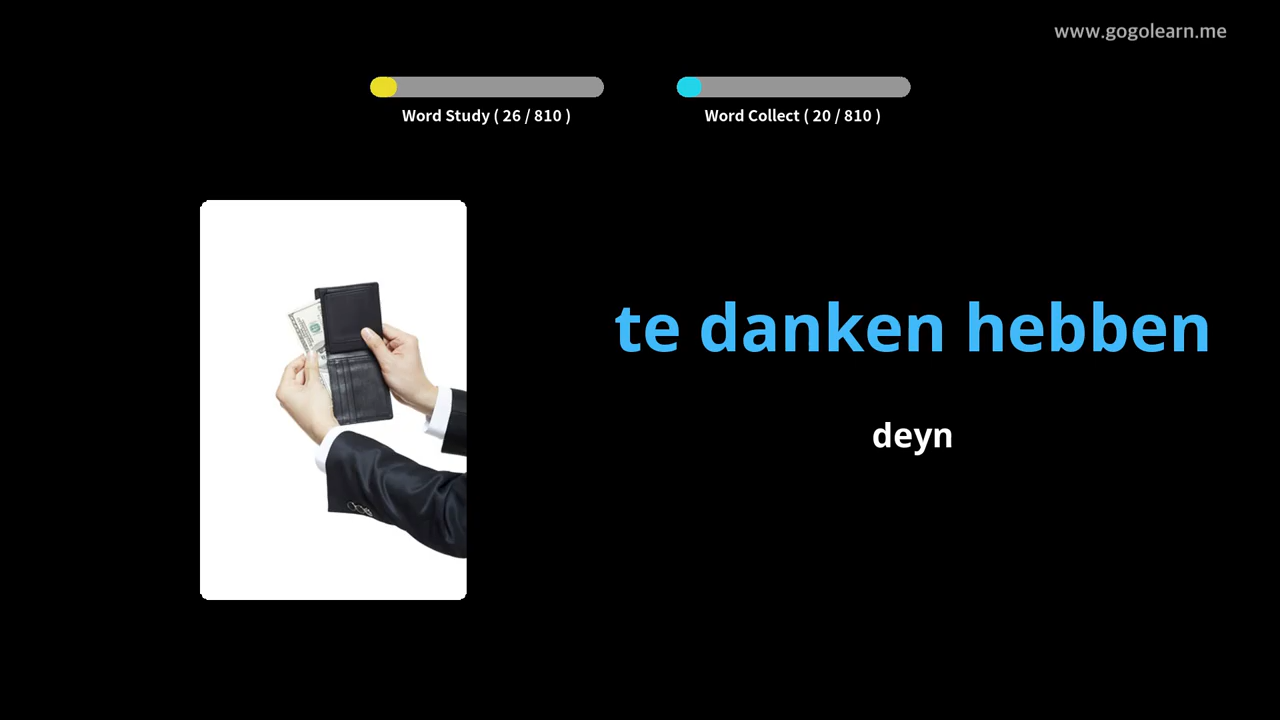 www.gogolearn.me
Word Study ( 26 / 810 )
Word Collect ( 20 / 810 )
te danken hebben
deyn